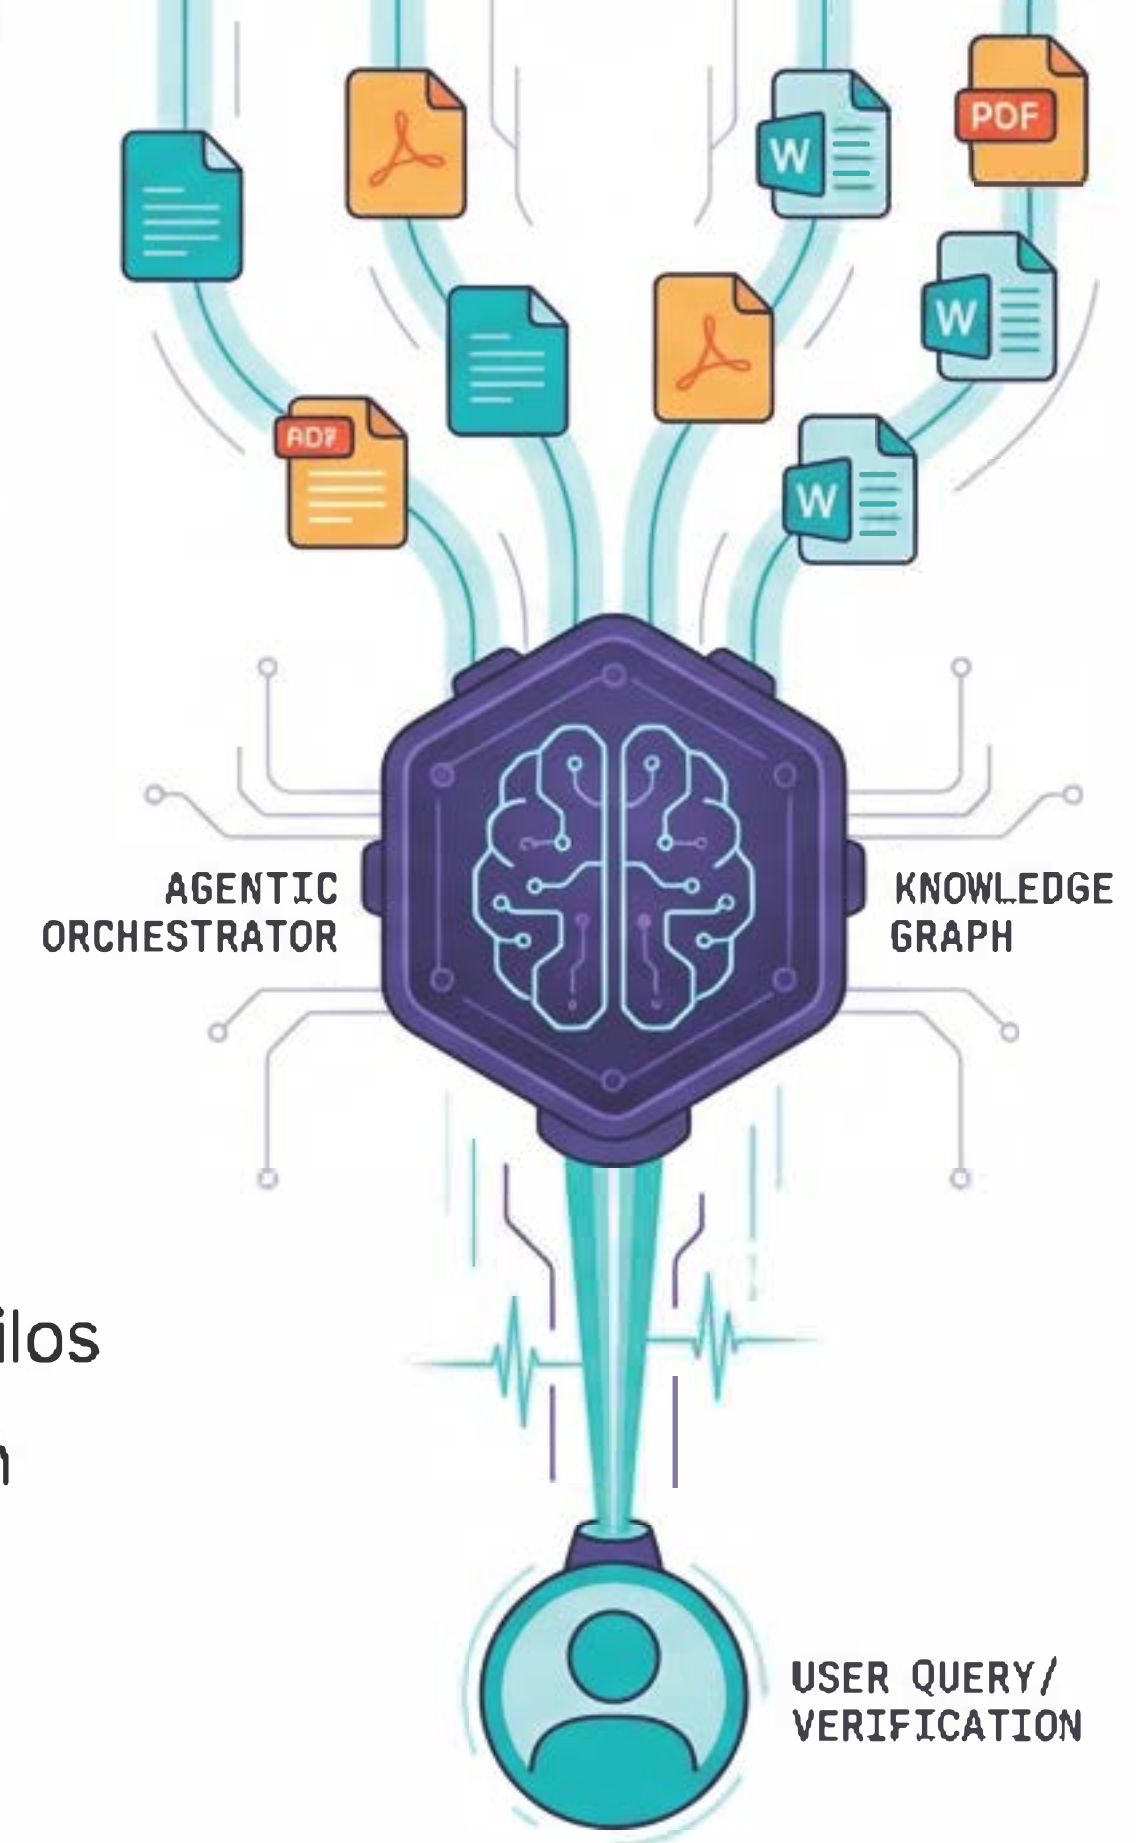 PDF
W
W
W
AGENTIC
ORCHESTRATOR
KNOWLEDGE
GRAPH
ilos
USER QUERY/
VERIFICATION